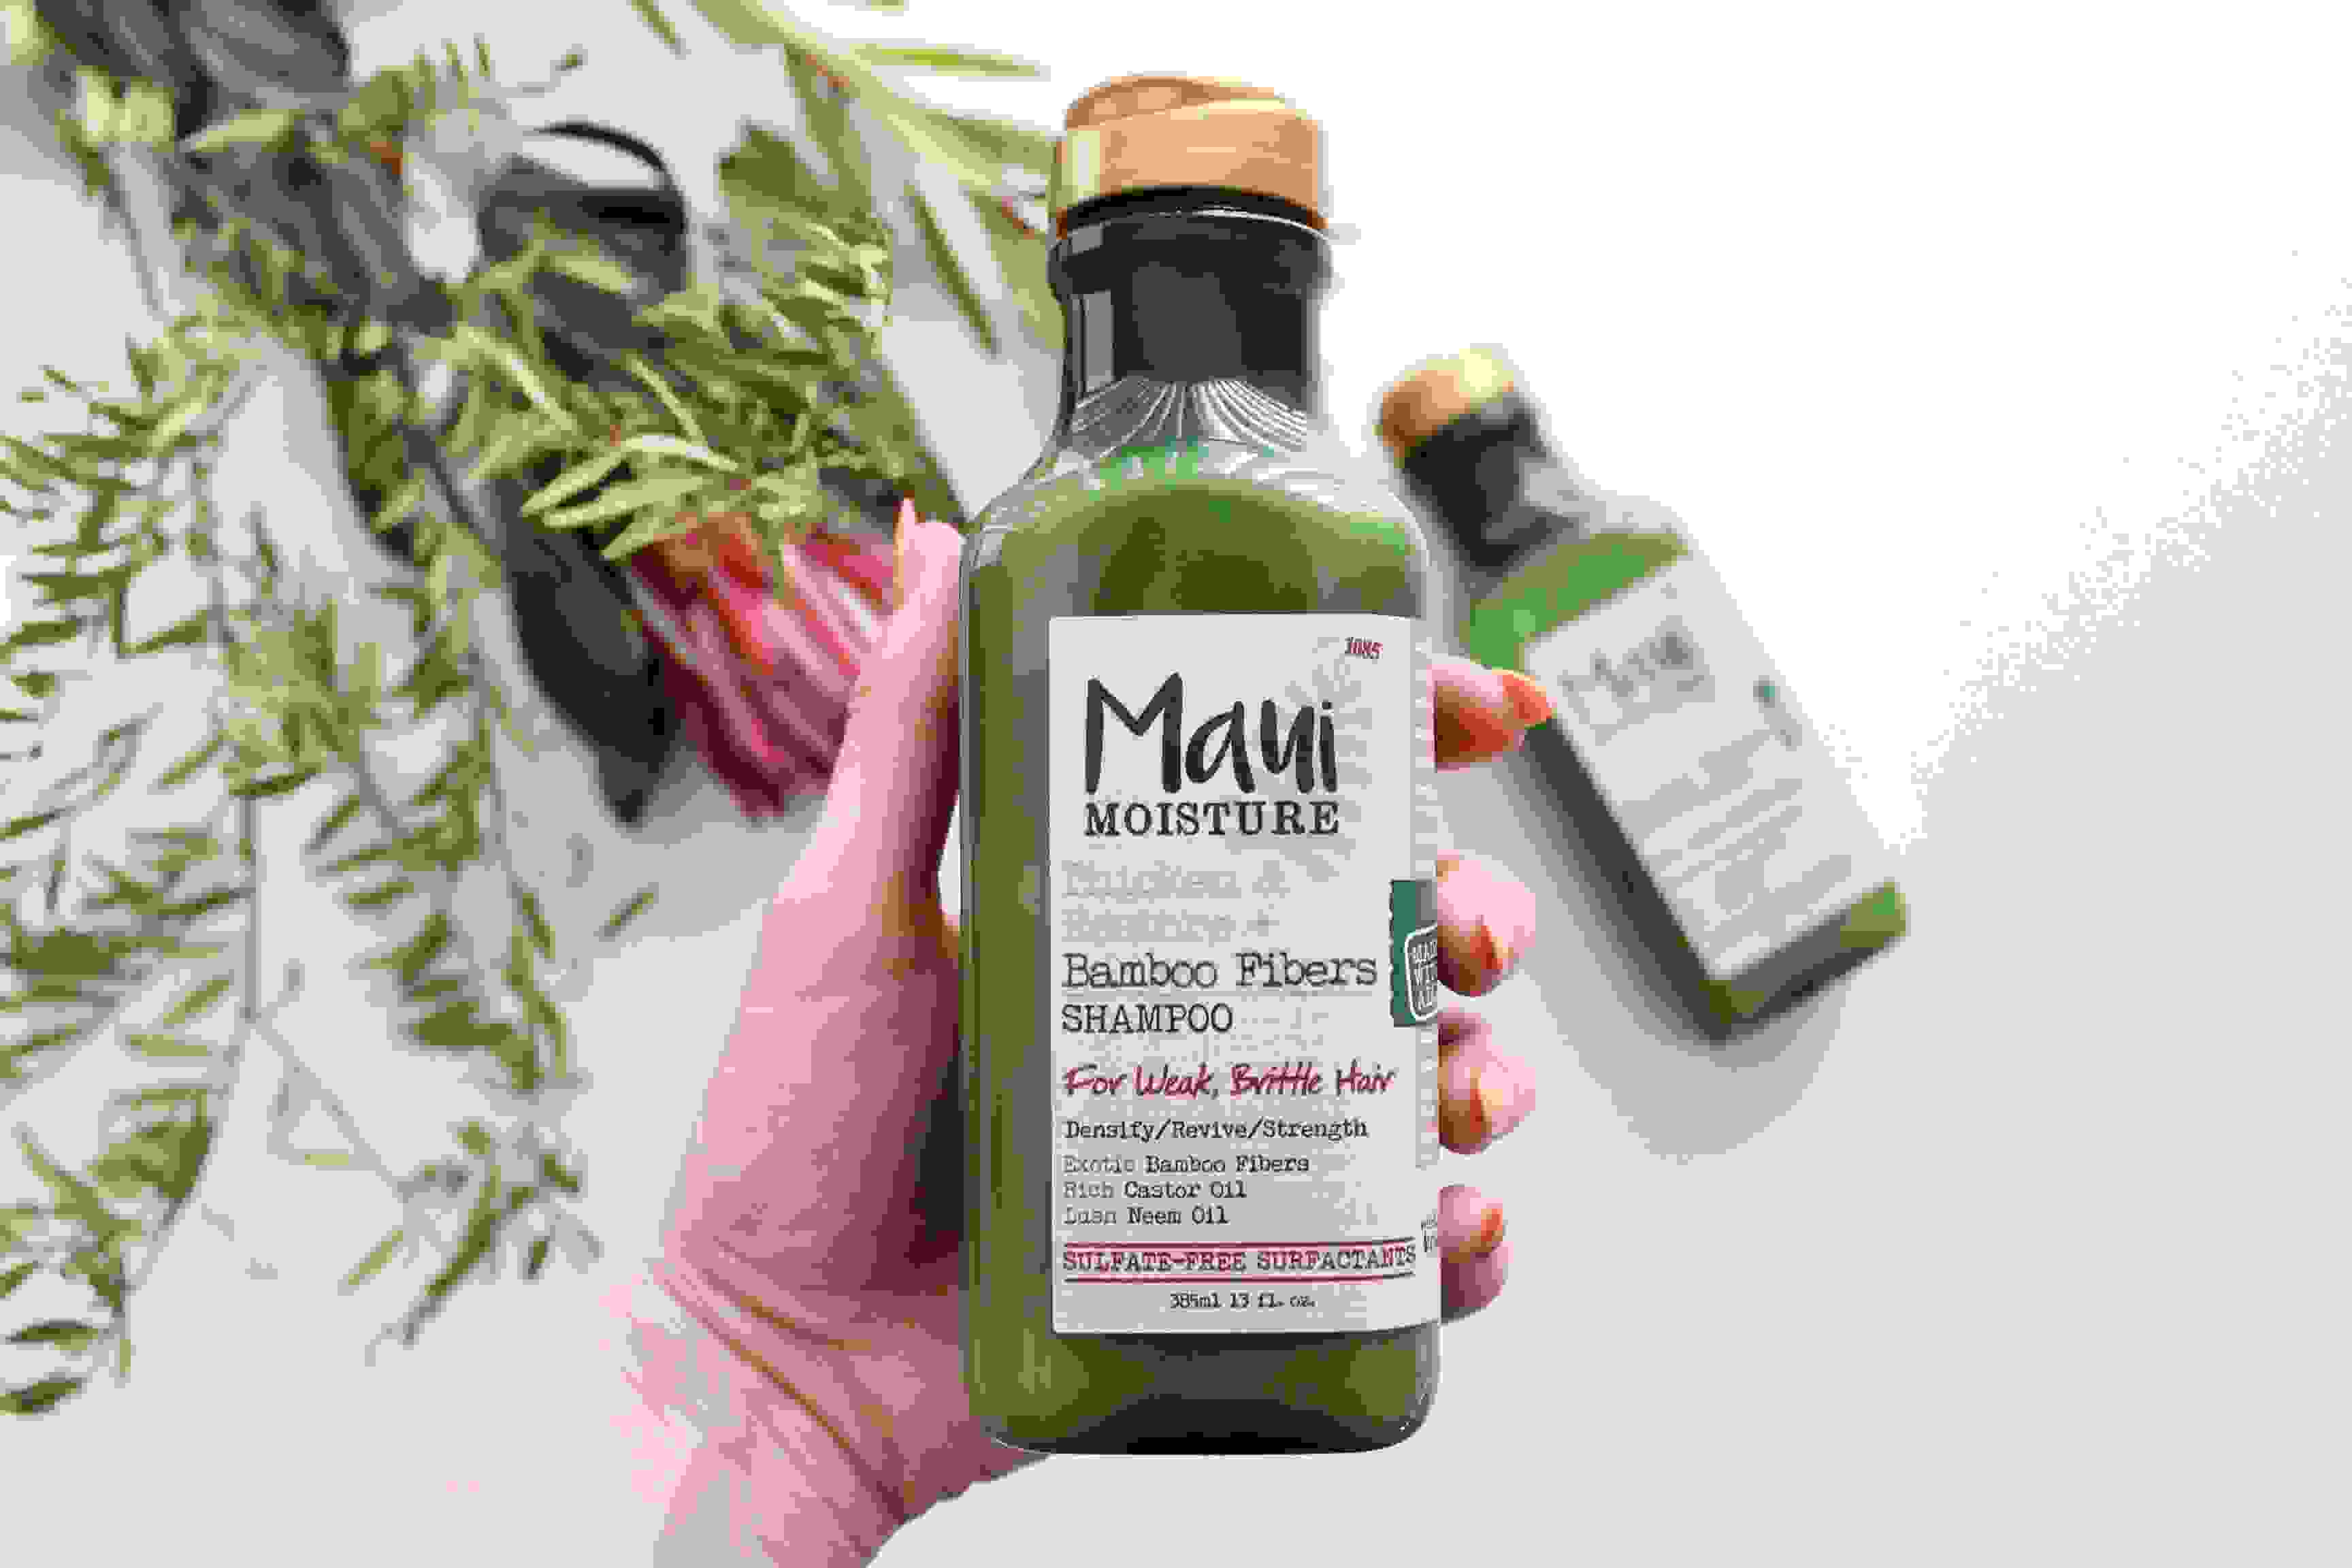 1085
Maui
MOISTURE
Thicken &
Restore +
Bamboo Fibers
SHAMPOO
For Weak, Brittle Hair
Densify/Revive/Strength
Exotic Bamboo Fibers
Rich Castor Oil
Lush Neem Oil
SULFATE-FREE SURFACTANTS
385ml 13 fl. oz.